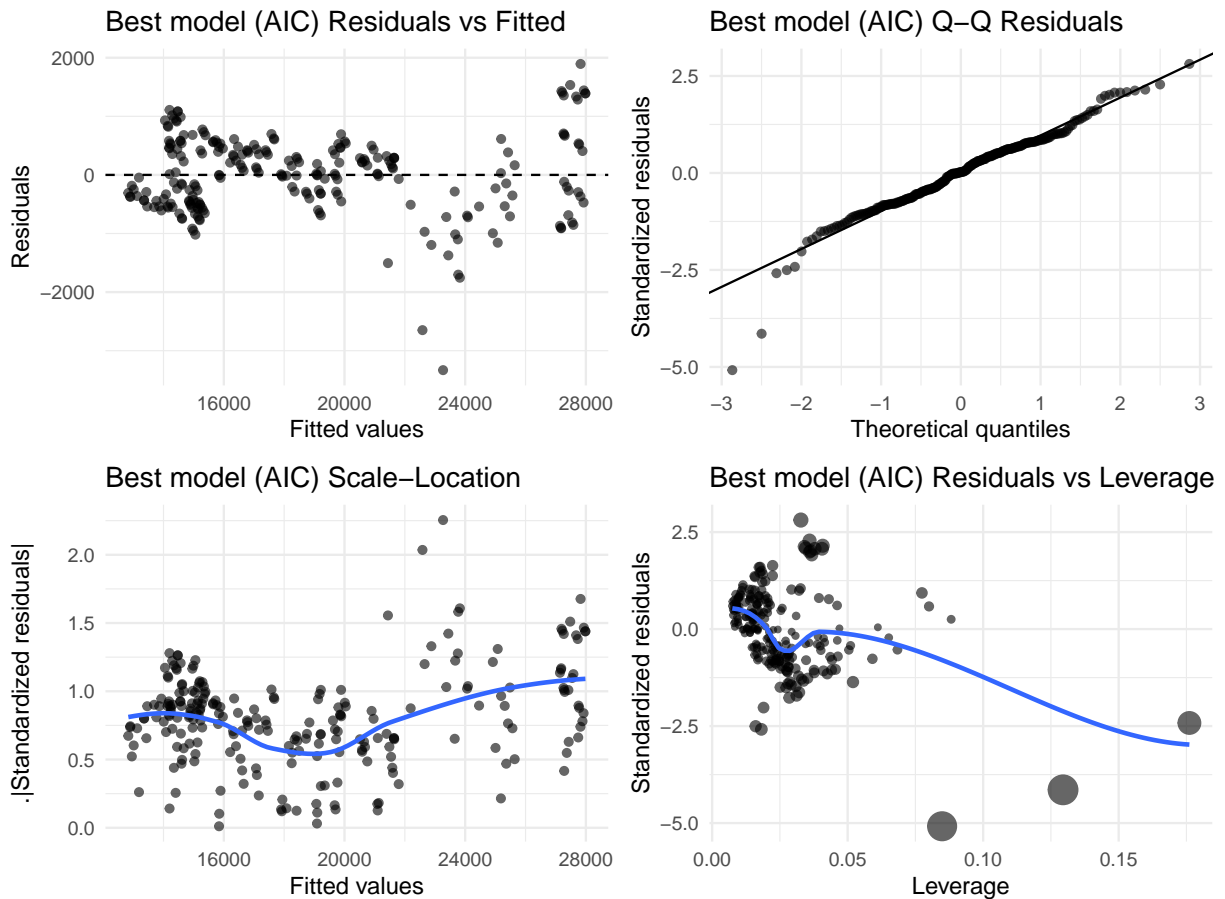 Best model (AIC) Residuals vs Fitted
2000
0
−2000
Residuals
16000 20000 24000 28000
Fitted values
Best model (AIC) Q−Q Residuals
2.5
0.0
−2.5
−5.0
Standardized residuals
−3 −2 −1 0 1 2 3
Theoretical quantiles
Best model (AIC) Scale−Location
2.0
1.5
1.0
0.5
0.0
·|Standardized residuals|
16000 20000 24000 28000
Fitted values
Best model (AIC) Residuals vs Leverage
2.5
0.0
−2.5
−5.0
Standardized residuals
0.00 0.05 0.10 0.15
Leverage